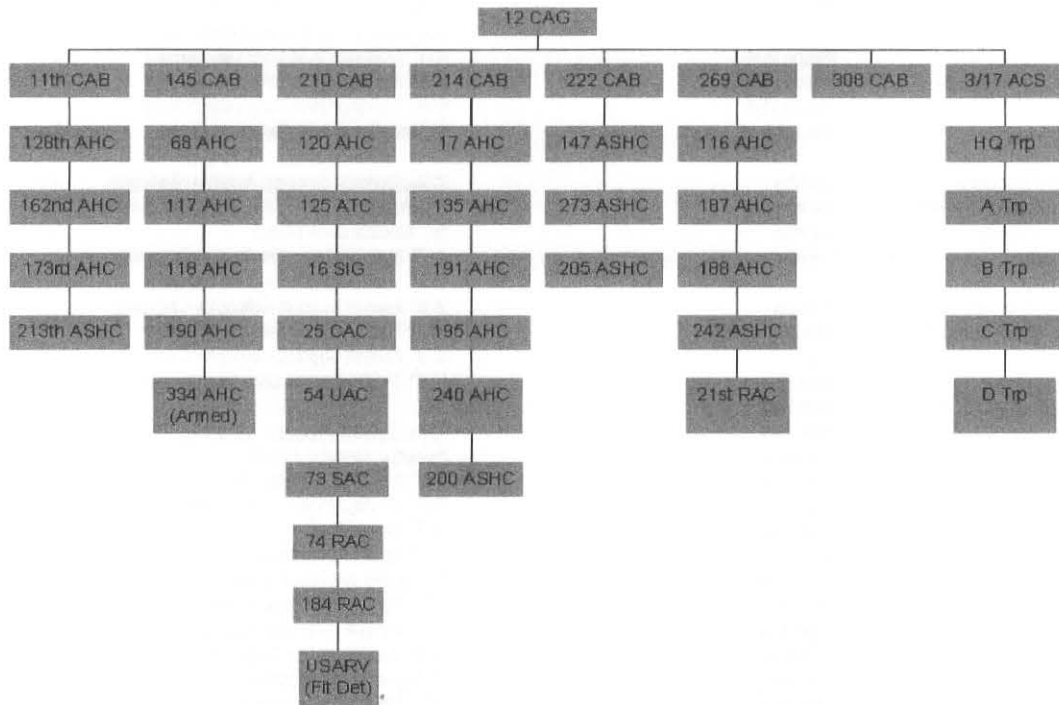 12 CAG
11th CAB
145 CAB
210 CAB
214 CAB
222 CAB
269 CAB
308 CAB
3/17 ACS
128th AHC
68 AHC
120 AHC
17 AHC
147 ASHC
116 AHC
HQ Trp
162nd AHC
117 AHC
125 ATC
135 AHC
273 ASHC
187 AHC
A Trp
173rd AHC
118 AHC
16 SIG
191 AHC
205 ASHC
188 AHC
B Trp
213th ASHC
190 AHC
25 CAC
195 AHC
242 ASHC
C Trp
334 AHC
(Armed)
54 UAC
240 AHC
21st RAC
D Trp
73 SAC
200 ASHC
74 RAC
184 RAC
USARV
(Flt Det)